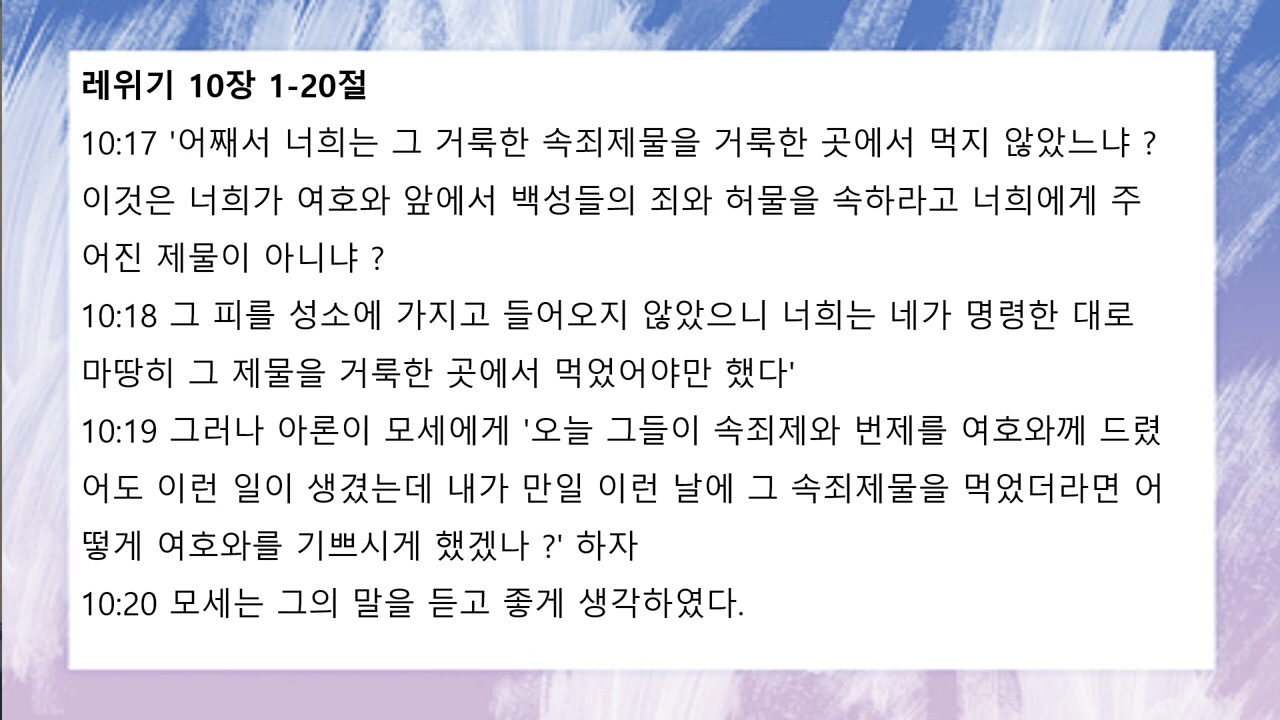 레위기 10장 1-20절
10:17 '어째서 너희는 그 거룩한 속죄제물을 거룩한 곳에서 먹지 않았느냐 ?
이것은 너희가 여호와 앞에서 백성들의 죄와 허물을 속하라고 너희에게 주
어진 제물이 아니냐 ?
10:18 그 피를 성소에 가지고 들어오지 않았으니 너희는 네가 명령한 대로
마땅히 그 제물을 거룩한 곳에서 먹었어야만 했다'
10:19 그러나 아론이 모세에게 '오늘 그들이 속죄제와 번제를 여호와께 드렸
어도 이런 일이 생겼는데 내가 만일 이런 날에 그 속죄제물을 먹었더라면 어
떻게 여호와를 기쁘시게 했겠나 ?' 하자
10:20 모세는 그의 말을 듣고 좋게 생각하였다.